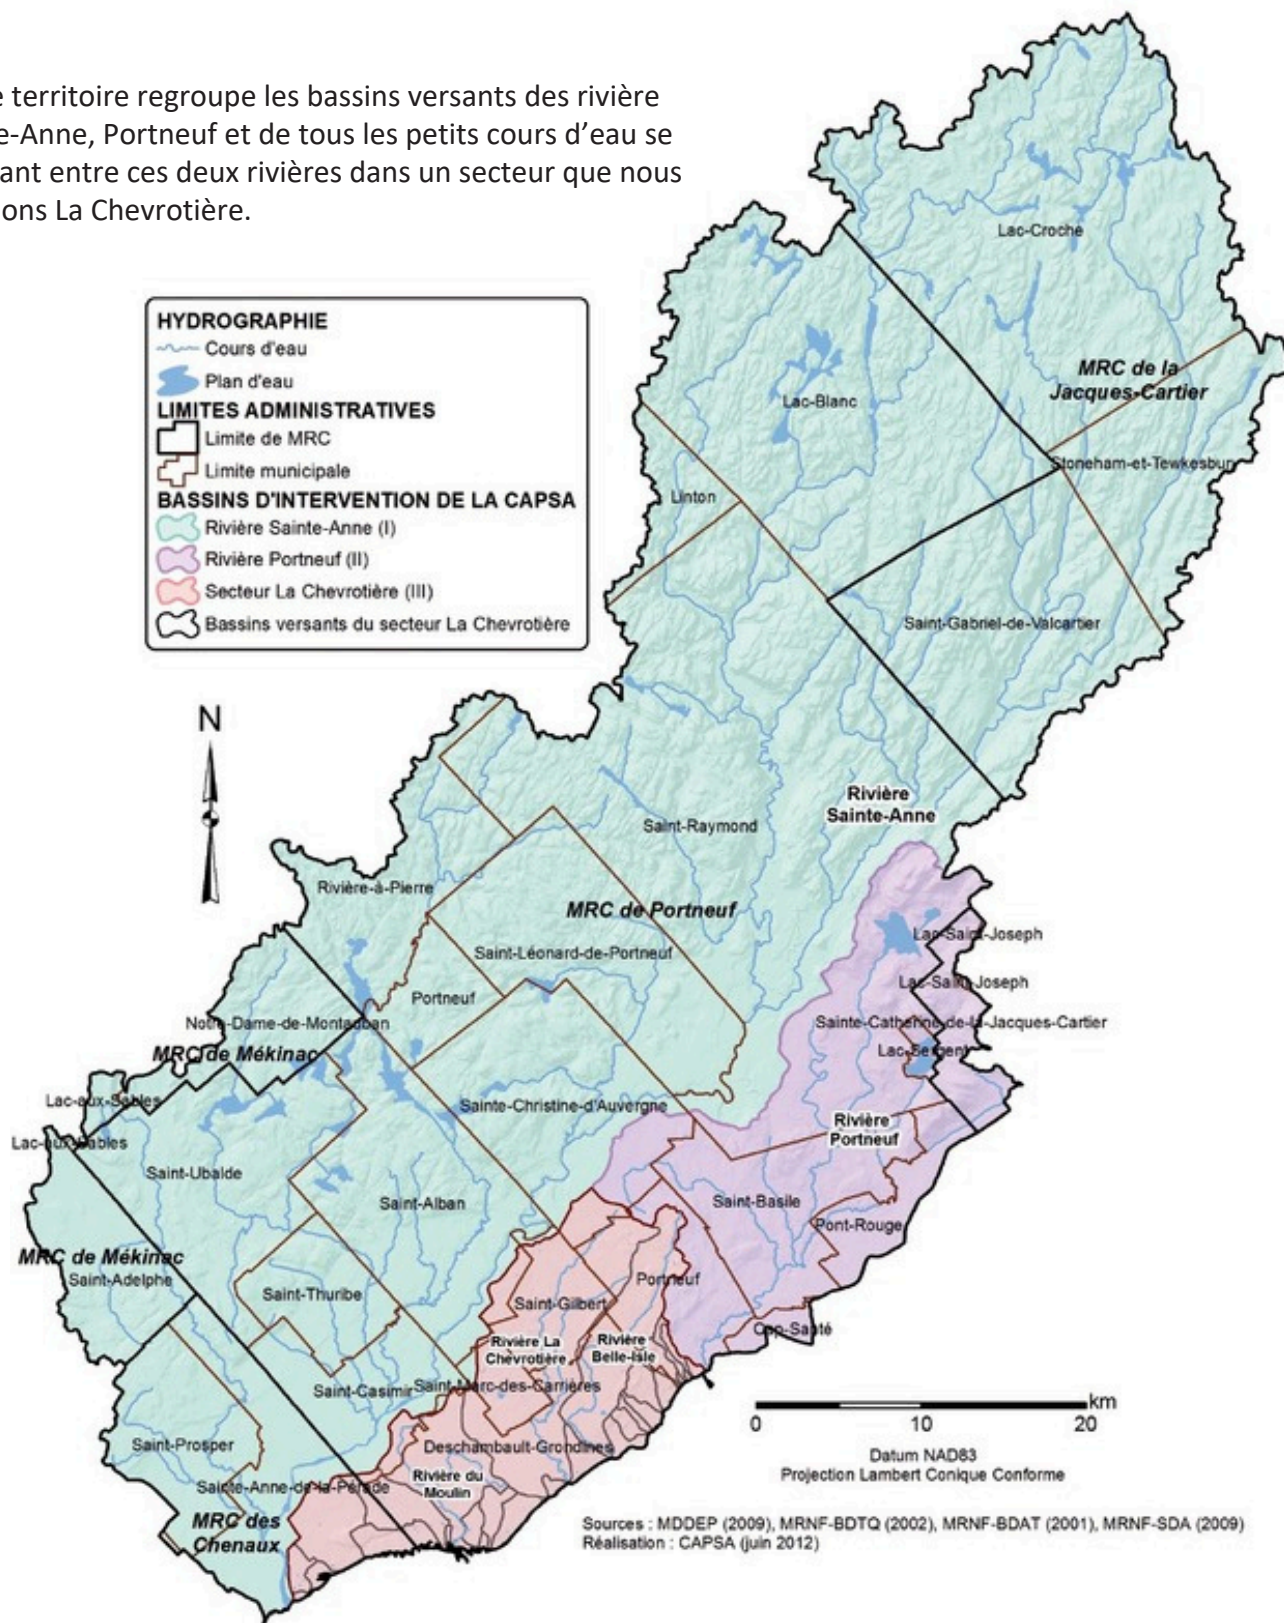 e territoire regroupe les bassins versants des rivière
e-Anne, Portneuf et de tous les petits cours d'eau se
ant entre ces deux rivières dans un secteur que nous
ons La Chevrotière.
HYDROGRAPHIE
Cours d'eau
Plan d'eau
LIMITES ADMINISTRATIVES
Limite de MRC
Limite municipale
BASSINS D'INTERVENTION DE LA CAPSA
Rivière Sainte-Anne (I)
Rivière Portneuf (II)
Secteur La Chevrotière (III)
Bassins versants du secteur La Chevrotière
N
Lac-Croche
MRC de la
Jacques-Cartier
Lac-Blanc
Stoneham-et-Tewkesbury
Linton
Saint-Gabriel-de-Valcartier
Rivière
Sainte-Anne
Saint-Raymond
Rivière-à-Pierre
MRC de Portneuf
Lac-Saint-Joseph
Saint-Léonard-de-Portneuf
Lac-Saint-Joseph
Portneuf
Notre-Dame-de-Montauban
Sainte-Catherine-de-la-Jacques-Cartier
MRC de Mékinac
Lac-Sergent
Lac-aux-Sables
Sainte-Christine-d'Auvergne
Rivière
Portneuf
Lac-aux-Sables
Saint-Ubalde
Saint-Alban
Saint-Basile
Pont-Rouge
MRC de Mékinac
Saint-Adelphe
Saint-Thuribe
Portneuf
Saint-Gilbert
Cap-Santé
Rivière La
Chevrotière
Rivière
Belle-Isle
Saint-Casimir
Saint-Marc-des-Carrières
Saint-Prosper
Deschambault-Grondines
Sainte-Anne-de-la-Pérade
Rivière du
Moulin
MRC des
Chenaux
km
0 10 20
Datum NAD83
Projection Lambert Conique Conforme
Sources : MDDEP (2009), MRNF-BDTQ (2002), MRNF-BDAT (2001), MRNF-SDA (2009)
Réalisation : CAPSA (juin 2012)